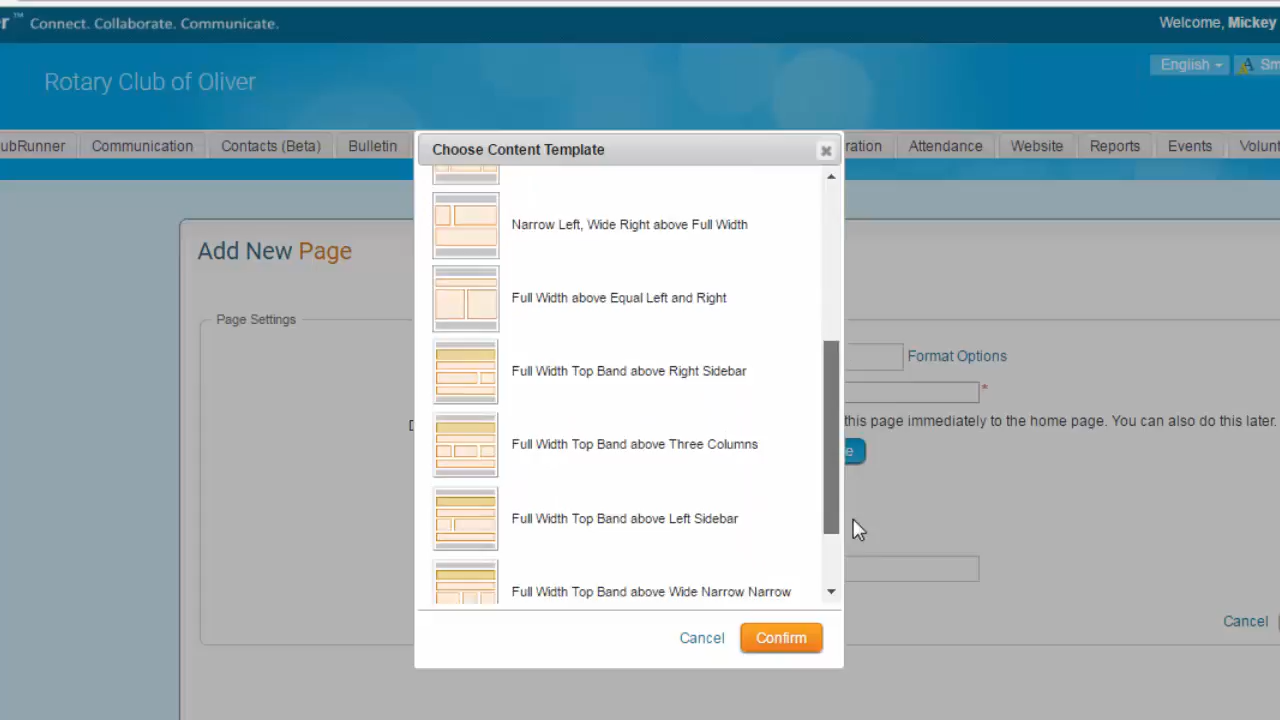 r™ Connect. Collaborate. Communicate.
Welcome, Mickey
English
A Sm
Rotary Club of Oliver
ubRunner Communication Contacts (Beta) Bulletin ration Attendance Website Reports Events Volunt
Choose Content Template
Narrow Left, Wide Right above Full Width
Full Width above Equal Left and Right
Full Width Top Band above Right Sidebar
Full Width Top Band above Three Columns
Full Width Top Band above Left Sidebar
Full Width Top Band above Wide Narrow Narrow
Cancel Confirm
Add New Page
Page Settings
Format Options
*
this page immediately to the home page. You can also do this later.
e
Cancel